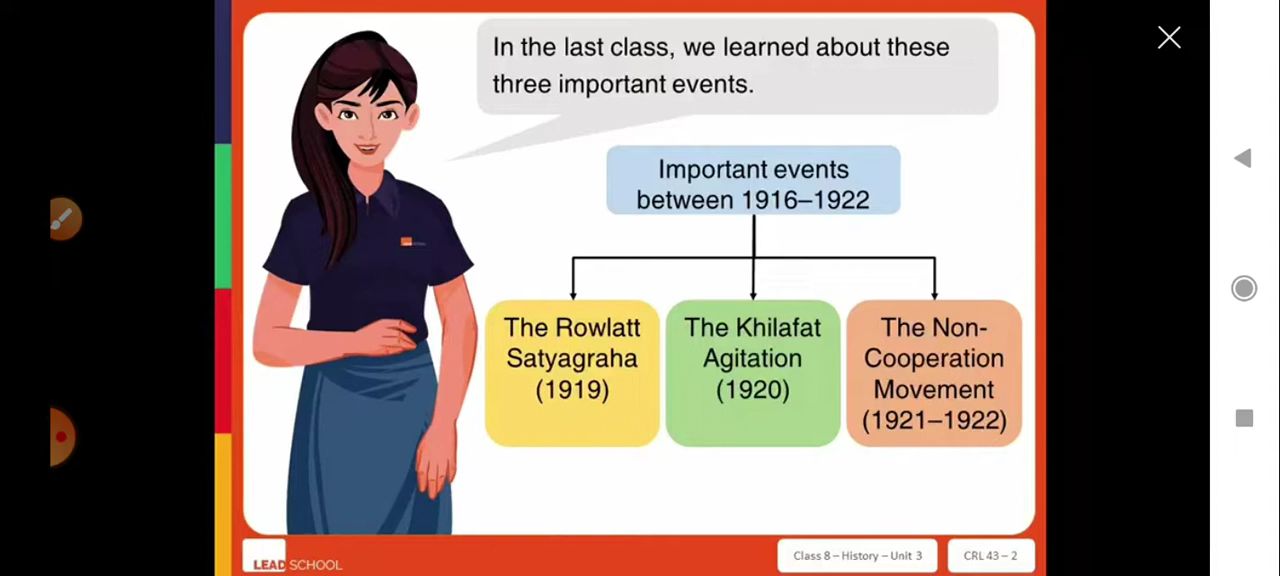 In the last class, we learned about these
three important events.
Important events
between 1916–1922
The Rowlatt
Satyagraha
(1919)
The Khilafat
Agitation
(1920)
The Non-
Cooperation
Movement
(1921–1922)
LEAD SCHOOL
Class 8 – History – Unit 3
CRL 43 – 2